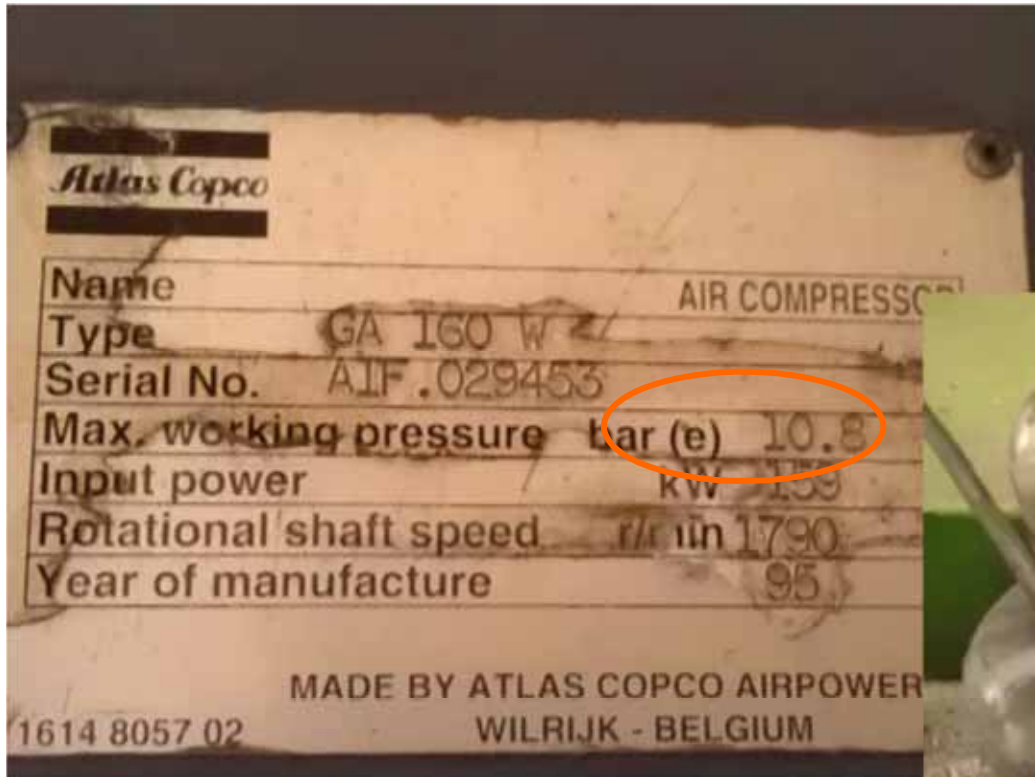 Atlas Copco
Name AIR COMPRESSOR
Type GA 160 W
Serial No. AIF.029453
Max. working pressure bar (e) 10.8
Input power kW 159
Rotational shaft speed r/min 1790
Year of manufacture 95
MADE BY ATLAS COPCO AIRPOWER
1614 8057 02 WILRIJK - BELGIUM